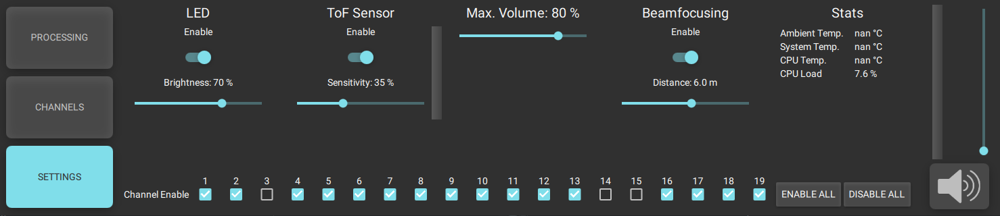 PROCESSING
CHANNELS
SETTINGS
LED
Enable
Brightness: 70 %
ToF Sensor
Enable
Sensitivity: 35 %
Max. Volume: 80 %
Beamfocusing
Enable
Distance: 6.0 m
Stats
Ambient Temp. nan °C
System Temp. nan °C
CPU Temp. nan °C
CPU Load 7.6 %
1 2 3 4 5 6 7 8 9 10 11 12 13 14 15 16 17 18 19
Channel Enable
ENABLE ALL
DISABLE ALL